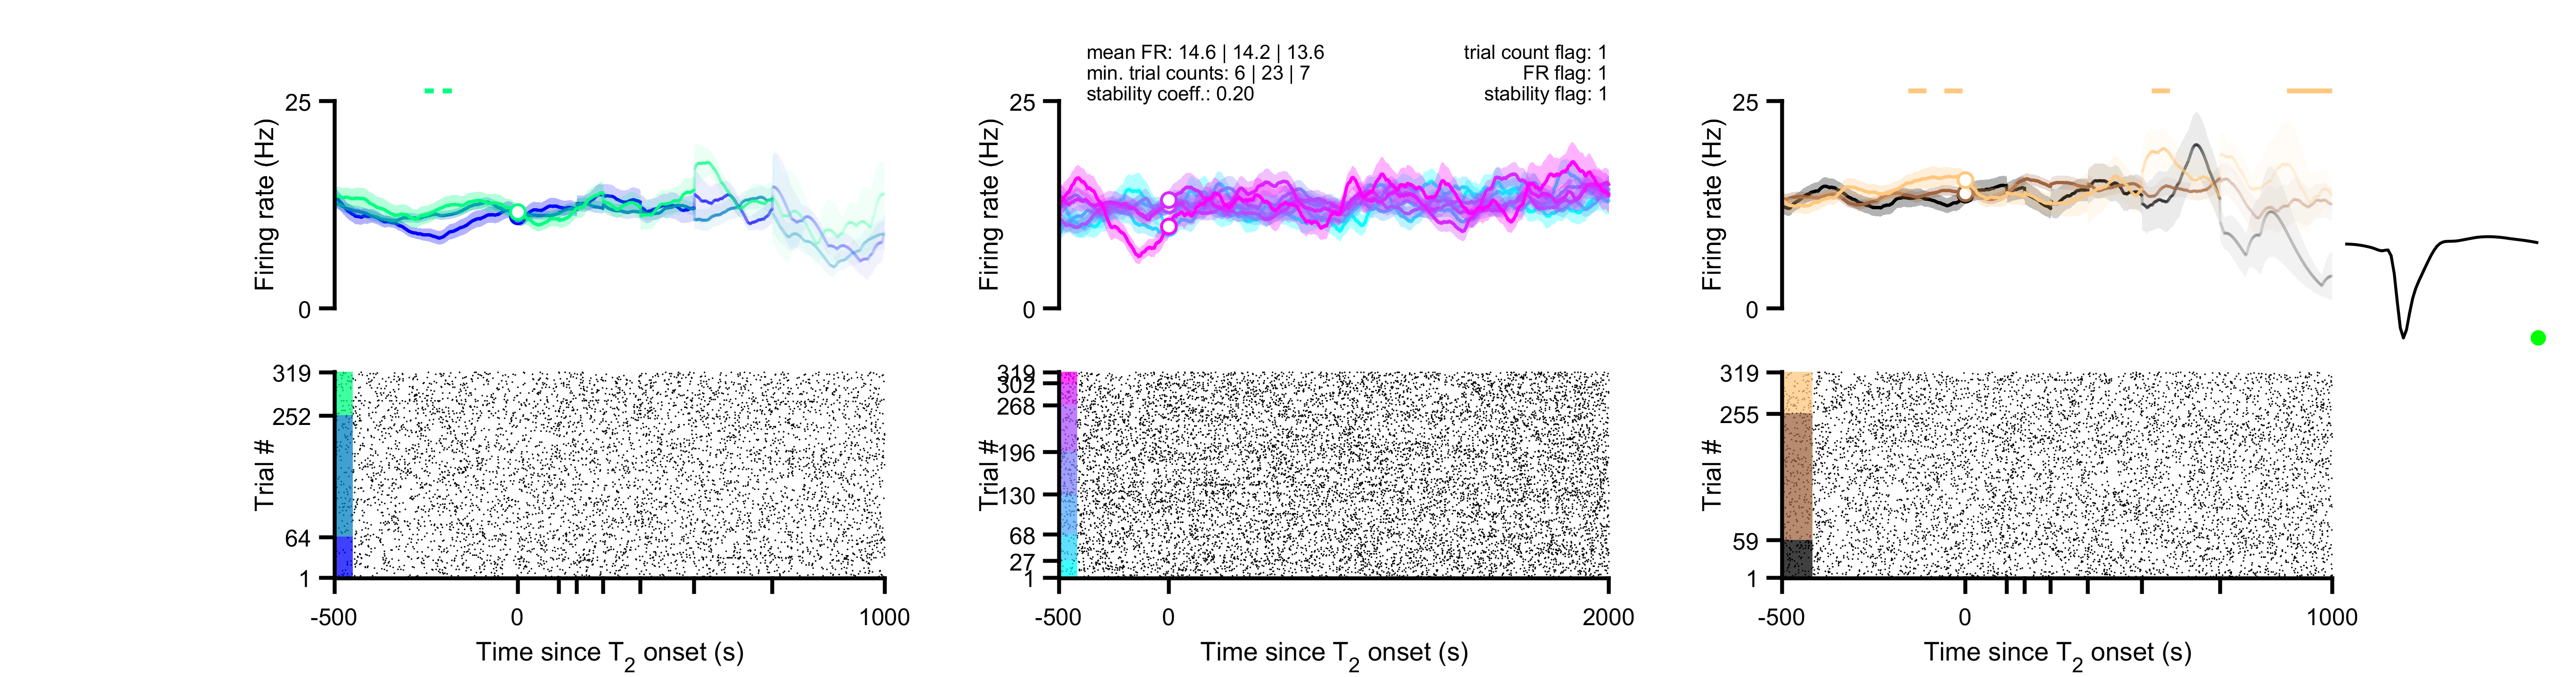 mean FR: 14.6 | 14.2 | 13.6
min. trial counts: 6 | 23 | 7
stability coeff.: 0.20
trial count flag: 1
FR flag: 1
stability flag: 1
25
Firing rate (Hz)
0
25
Firing rate (Hz)
0
25
Firing rate (Hz)
0
319
252
Trial #
64
1
-500
0
1000
Time since T2 onset (s)
319
302
268
196
Trial #
130
68
27
1
-500
0
2000
Time since T2 onset (s)
319
255
Trial #
59
1
-500
0
1000
Time since T2 onset (s)